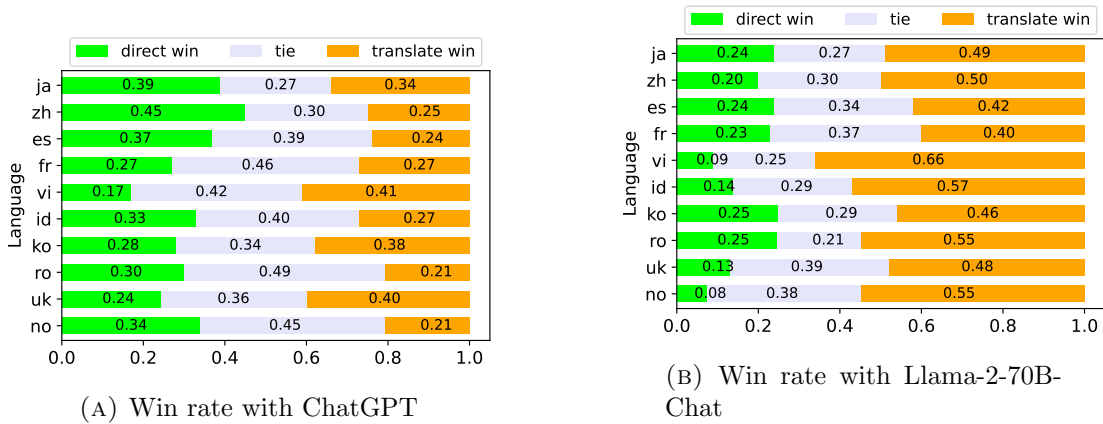 direct win tie translate win
Language
ja 0.39 0.27 0.34
zh 0.45 0.30 0.25
es 0.37 0.39 0.24
fr 0.27 0.46 0.27
vi 0.17 0.42 0.41
id 0.33 0.40 0.27
ko 0.28 0.34 0.38
ro 0.30 0.49 0.21
uk 0.24 0.36 0.40
no 0.34 0.45 0.21
0.0 0.2 0.4 0.6 0.8 1.0
(A) Win rate with ChatGPT
direct win tie translate win
Language
ja 0.24 0.27 0.49
zh 0.20 0.30 0.50
es 0.24 0.34 0.42
fr 0.23 0.37 0.40
vi 0.09 0.25 0.66
id 0.14 0.29 0.57
ko 0.25 0.29 0.46
ro 0.25 0.21 0.55
uk 0.13 0.39 0.48
no 0.08 0.38 0.55
0.0 0.2 0.4 0.6 0.8 1.0
(B) Win rate with Llama-2-70B-
Chat